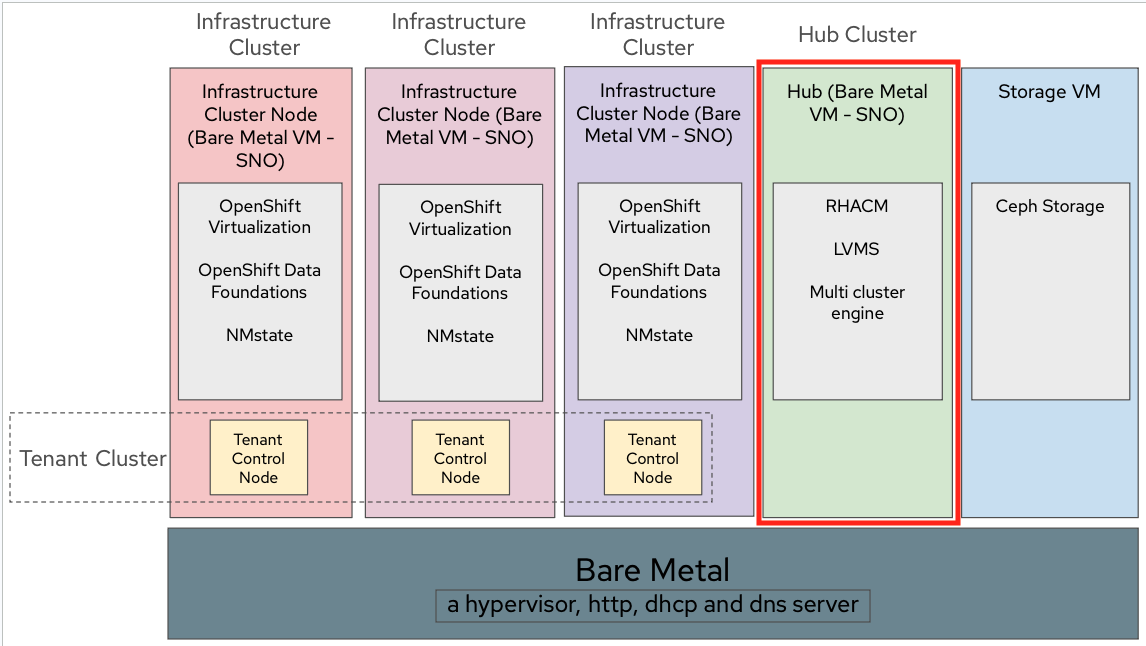 Infrastructure
Cluster
Infrastructure
Cluster
Infrastructure
Cluster
Hub Cluster
Infrastructure
Cluster Node
(Bare Metal VM -
SNO)
OpenShift
Virtualization
OpenShift Data
Foundations
NMstate
Tenant
Control
Node
Infrastructure
Cluster Node (Bare
Metal VM - SNO)
OpenShift
Virtualization
OpenShift Data
Foundations
NMstate
Tenant
Control
Node
Infrastructure
Cluster Node (Bare
Metal VM - SNO)
OpenShift
Virtualization
OpenShift Data
Foundations
NMstate
Tenant
Control
Node
Hub (Bare Metal
VM - SNO)
RHACM
LVMS
Multi cluster
engine
Storage VM
Ceph Storage
Tenant Cluster
Bare Metal
a hypervisor, http, dhcp and dns server